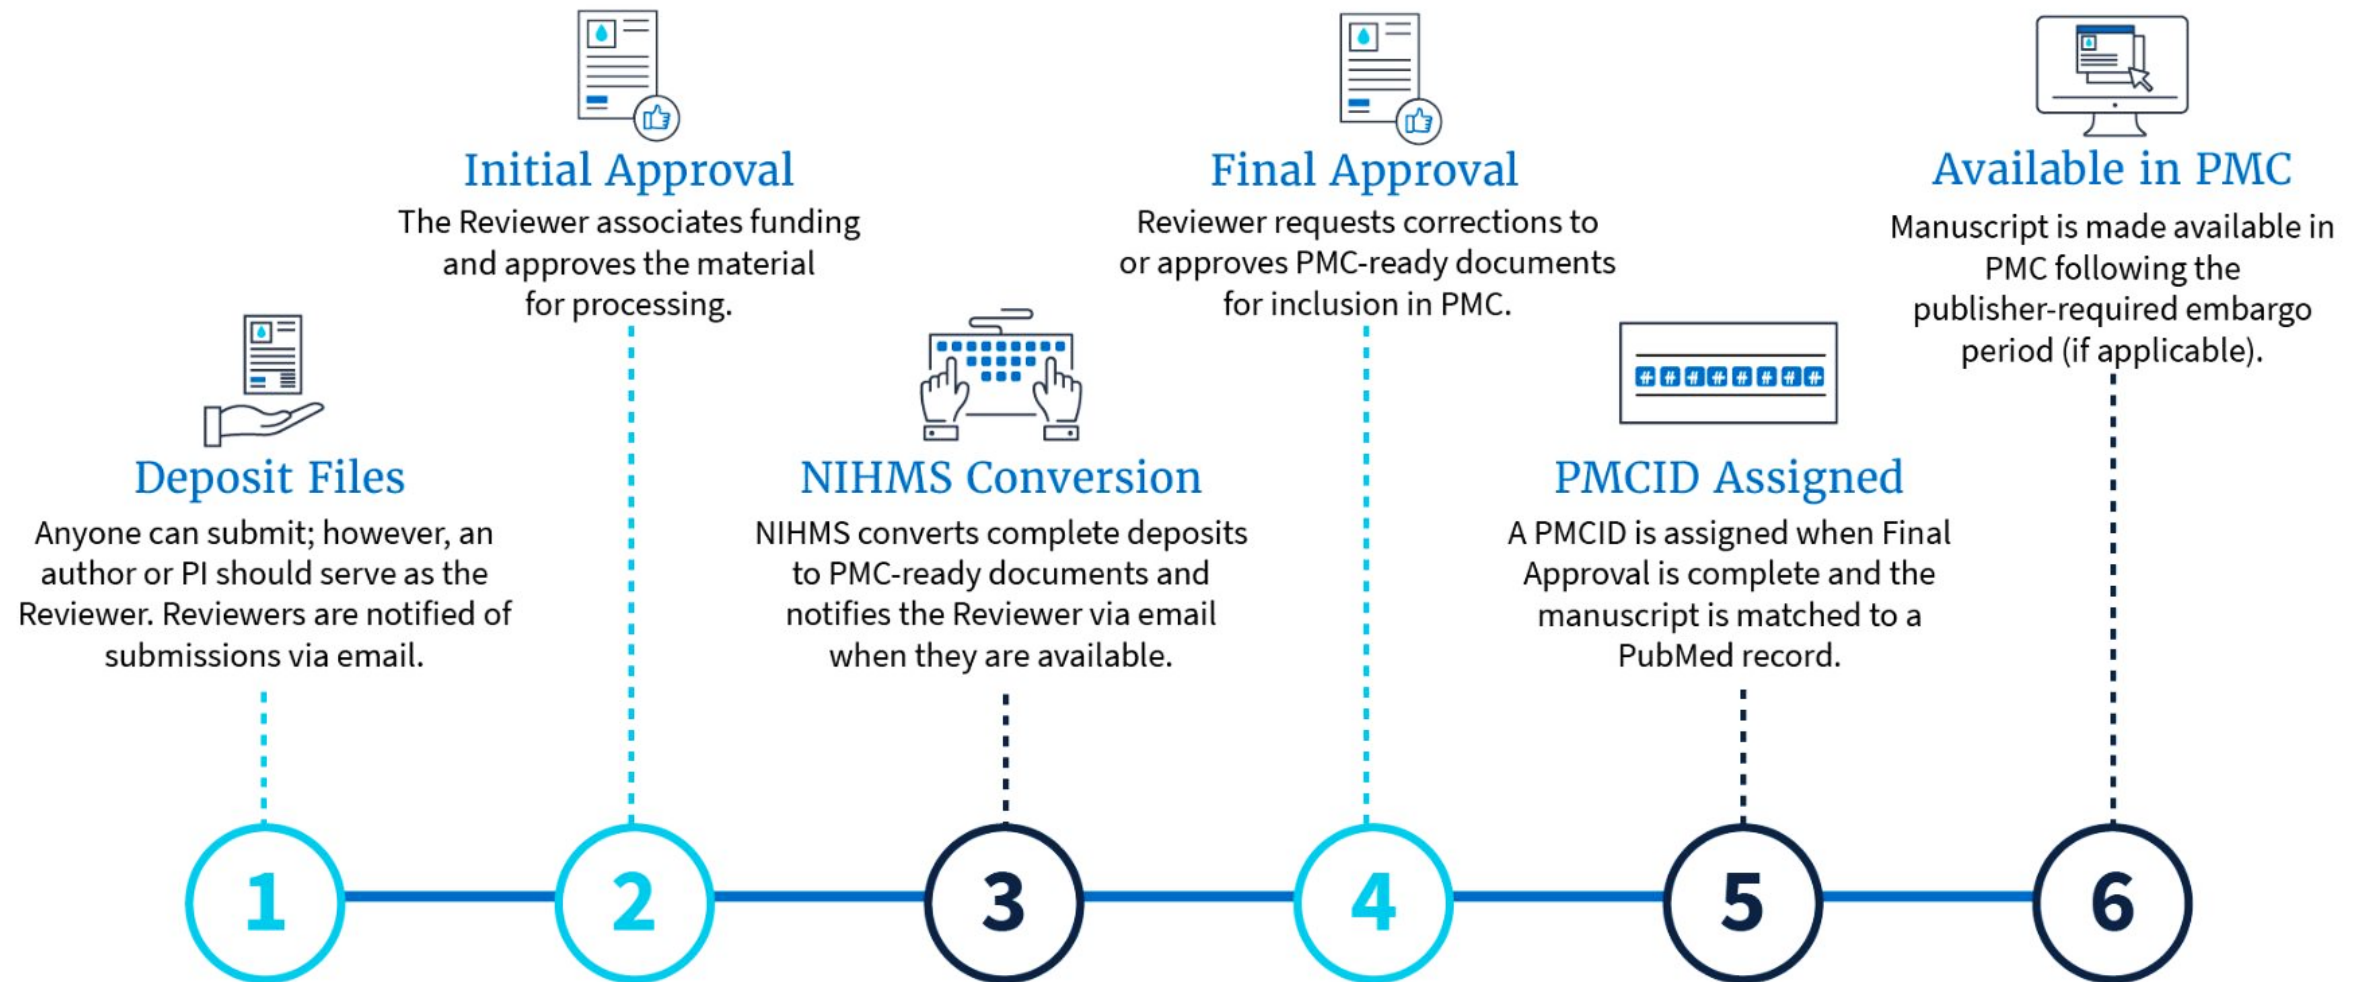 Initial Approval
The Reviewer associates funding
and approves the material
for processing.
Final Approval
Reviewer requests corrections to
or approves PMC-ready documents
for inclusion in PMC.
Available in PMC
Manuscript is made available in
PMC following the
publisher-required embargo
period (if applicable).
########
Deposit Files
Anyone can submit; however, an
author or PI should serve as the
Reviewer. Reviewers are notified of
submissions via email.
NIHMS Conversion
NIHMS converts complete deposits
to PMC-ready documents and
notifies the Reviewer via email
when they are available.
PMCID Assigned
A PMCID is assigned when Final
Approval is complete and the
manuscript is matched to a
PubMed record.
1
2
3
4
5
6